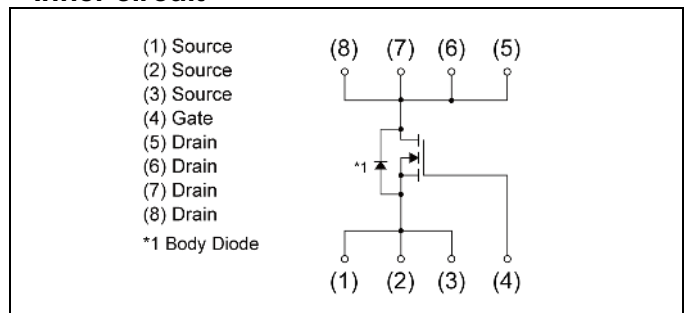 Inner circuit
(1) Source
(2) Source
(3) Source
(4) Gate
(5) Drain
(6) Drain
(7) Drain
(8) Drain
*1 Body Diode
(8) (7) (6) (5)
*1
(1) (2) (3) (4)